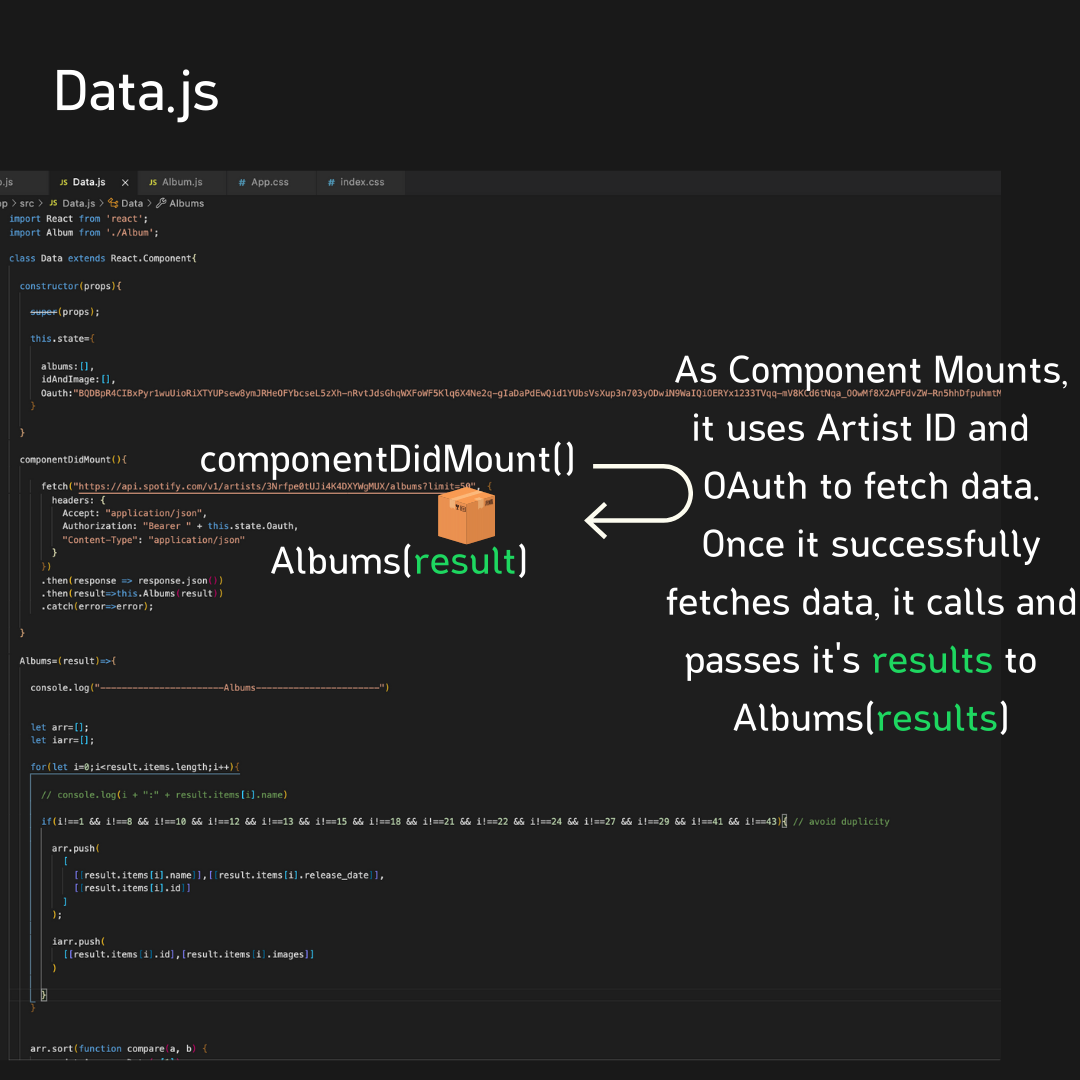 Data.js
.js JS Data.js × JS Album.js # App.css # index.css
pp > src > JS Data.js > Data > Albums
import React from 'react';
import Album from './Album';
class Data extends React.Component{
constructor(props){
super(props);
this.state={
albums:[],
idAndImage:[],
Oauth:
}
}
componentDidMount(){
fetch("https://api.spotify.com/v1/artists/3Nrfpe0tUJi4K4DXYWgMUX/albums?limit=50", {
headers: {
Accept: "application/json",
Authorization: "Bearer " + this.state.Oauth,
"Content-Type": "application/json"
}
})
.then(response => response.json())
.then(result=>this.Albums(result))
.catch(error=>error);
}
Albums=(result)=>{
console.log("———————————————————————Albums———————————————————————")
let arr=[];
let iarr=[];
for(let i=0;i<result.items.length;i++){
// console.log(i + ":" + result.items[i].name)
if(i!==1 && i!==8 && i!==10 && i!==12 && i!==13 && i!==15 && i!==18 && i!==21 && i!==22 && i!==24 && i!==27 && i!==29 && i!==41 && i!==43){ // avoid duplicity
arr.push(
[
[[result.items[i].name]],[[result.items[i].release_date]],
[[result.items[i].id]]
]
);
iarr.push(
[[result.items[i].id],[result.items[i].images]]
)
}
}
arr.sort(function compare(a, b) {
componentDidMount()
Albums(result)
As Component Mounts,
it uses Artist ID and
OAuth to fetch data.
Once it successfully
fetches data, it calls and
passes it's results to
Albums(results)